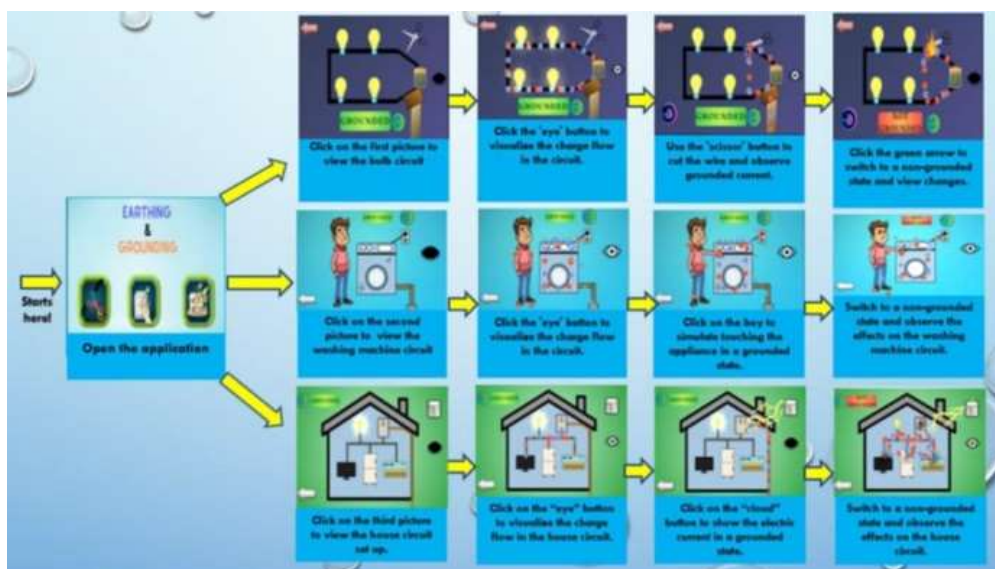 Starts
here!
EARTHING
&
GROUNDING
Open the application
GROUNDED
Click on the first picture to
view the bulb circuit
GROUNDED
Click the 'eye' button to
visualize the charge flow
in the circuit.
GROUNDED
Use the 'scissor' button to
cut the wire and observe
grounded current.
NOT
GROUNDED
Click the green arrow to
switch to a non-grounded
state and view changes.
Click on the second
picture to view the
washing machine circuit
Click the 'eye' button to
visualize the charge flow
in the circuit.
Click on the boy to
simulate touching the
appliance in a grounded
state.
Switch to a non-grounded
state and observe the
effects on the washing
machine circuit.
Click on the third picture
to view the house circuit
set up.
Click on the "eye" button
to visualize the charge
flow in the house circuit.
Click on the "cloud"
button to show the electric
current in a grounded
state.
Switch to a non-grounded
state and observe the
effects on the house
circuit.